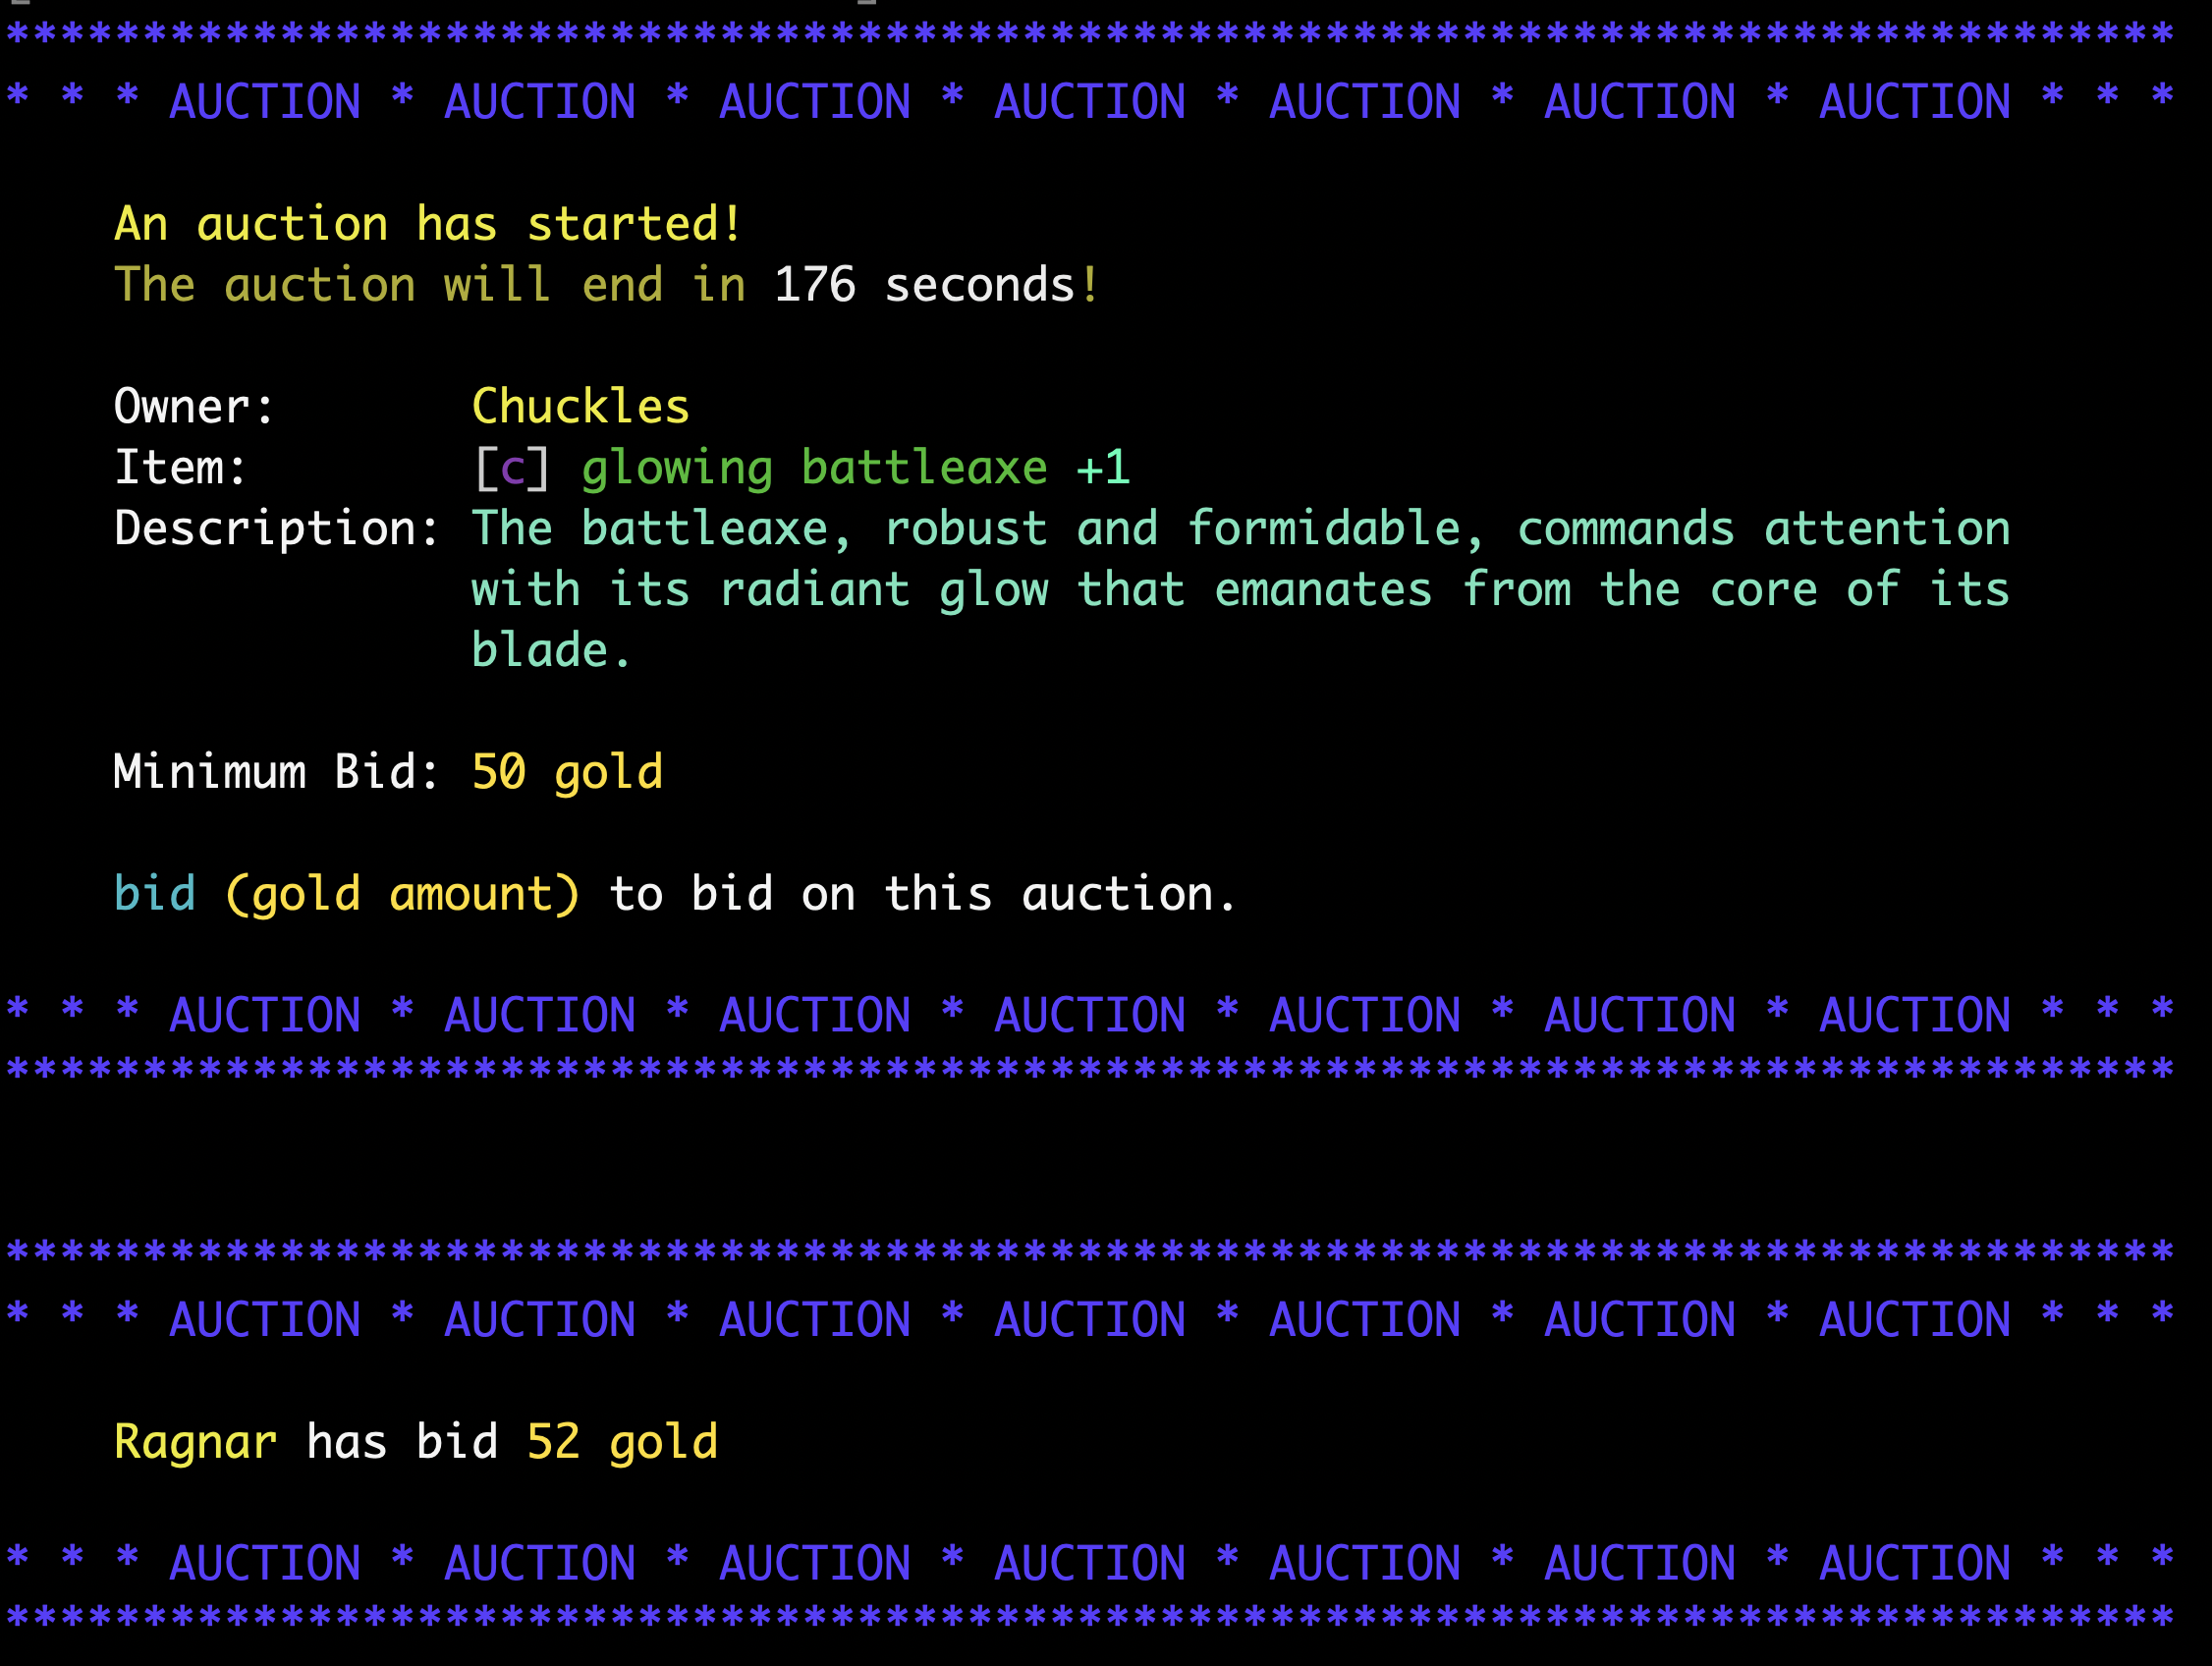 *******************************************************************************
* * * AUCTION * AUCTION * AUCTION * AUCTION * AUCTION * AUCTION * AUCTION * * *
An auction has started!
The auction will end in 176 seconds!
Owner: Chuckles
Item: [c] glowing battleaxe +1
Description: The battleaxe, robust and formidable, commands attention
with its radiant glow that emanates from the core of its
blade.
Minimum Bid: 50 gold
bid (gold amount) to bid on this auction.
* * * AUCTION * AUCTION * AUCTION * AUCTION * AUCTION * AUCTION * AUCTION * * *
*******************************************************************************
*******************************************************************************
* * * AUCTION * AUCTION * AUCTION * AUCTION * AUCTION * AUCTION * AUCTION * * *
Ragnar has bid 52 gold
* * * AUCTION * AUCTION * AUCTION * AUCTION * AUCTION * AUCTION * AUCTION * * *
*******************************************************************************